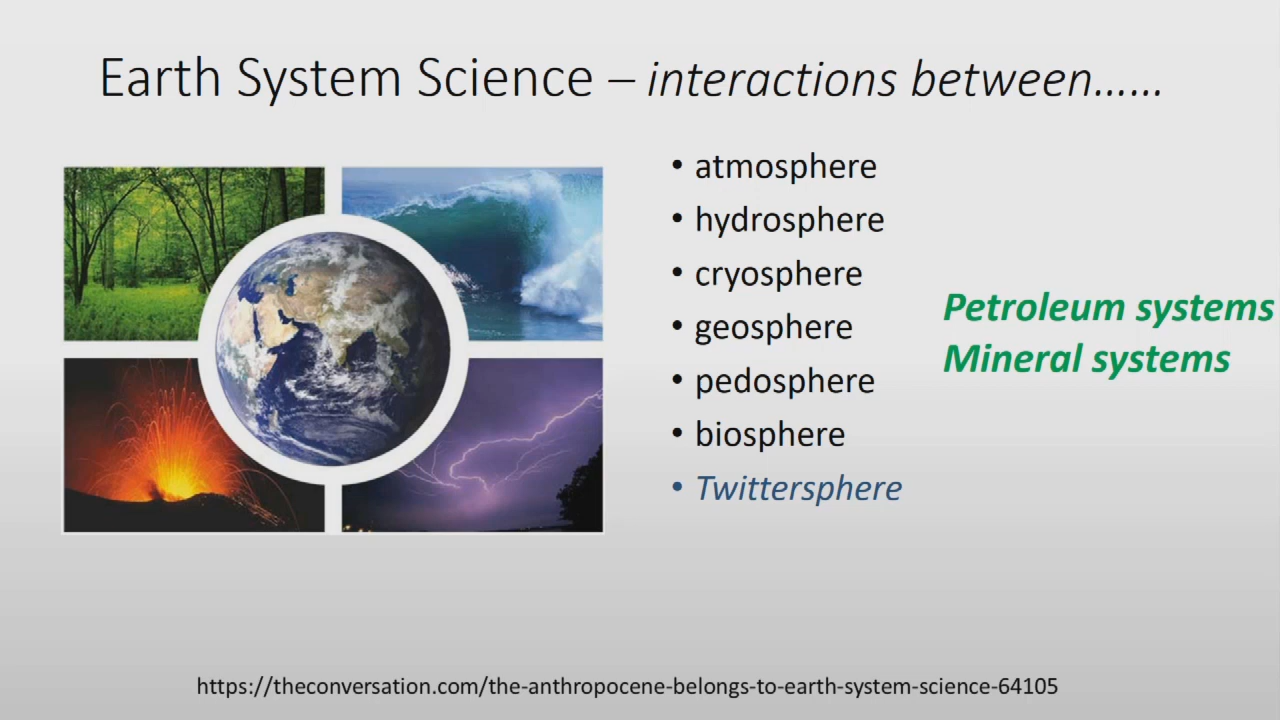 Earth System Science – interactions between……
• atmosphere
• hydrosphere
• cryosphere
• geosphere
• pedosphere
• biosphere
• Twittersphere
Petroleum systems
Mineral systems
https://theconversation.com/the-anthropocene-belongs-to-earth-system-science-64105